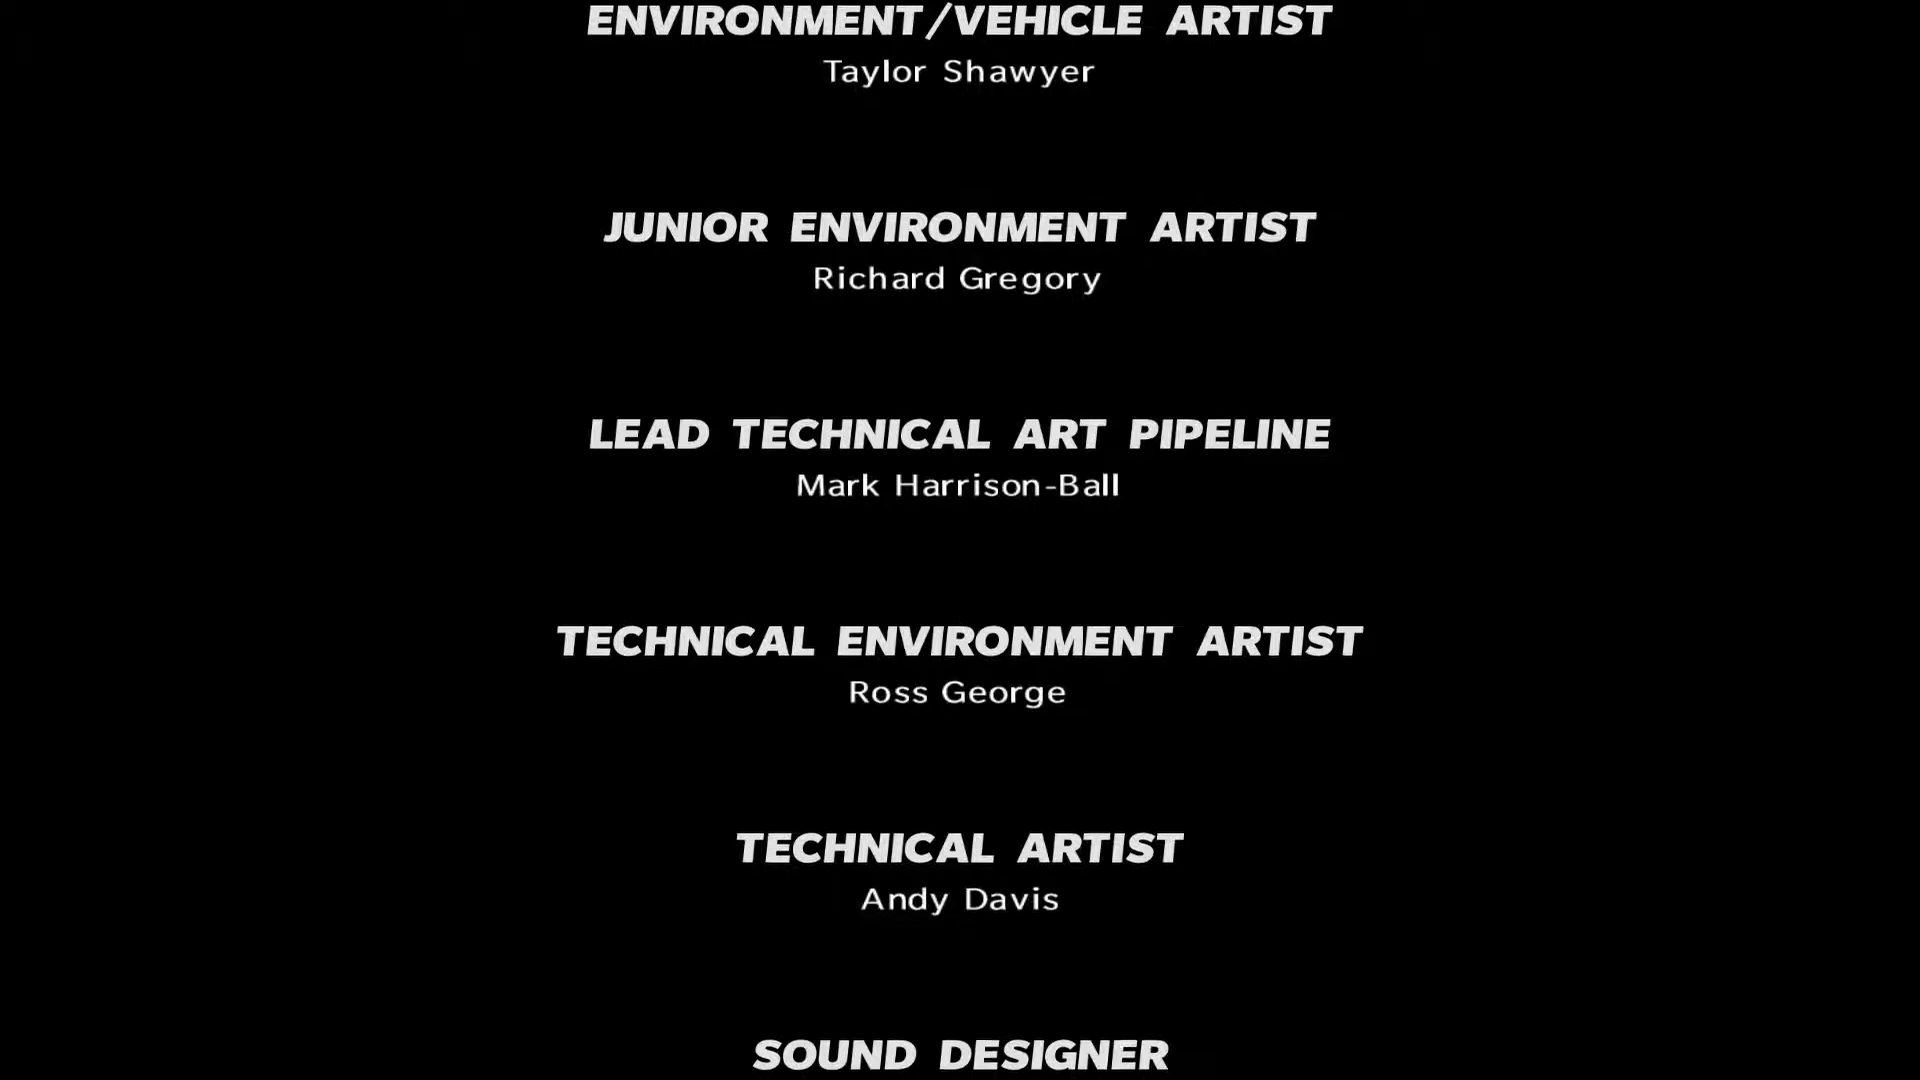 ENVIRONMENT/VEHICLE ARTIST
Taylor Shawyer
JUNIOR ENVIRONMENT ARTIST
Richard Gregory
LEAD TECHNICAL ART PIPELINE
Mark Harrison-Ball
TECHNICAL ENVIRONMENT ARTIST
Ross George
TECHNICAL ARTIST
Andy Davis
SOUND DESIGNER